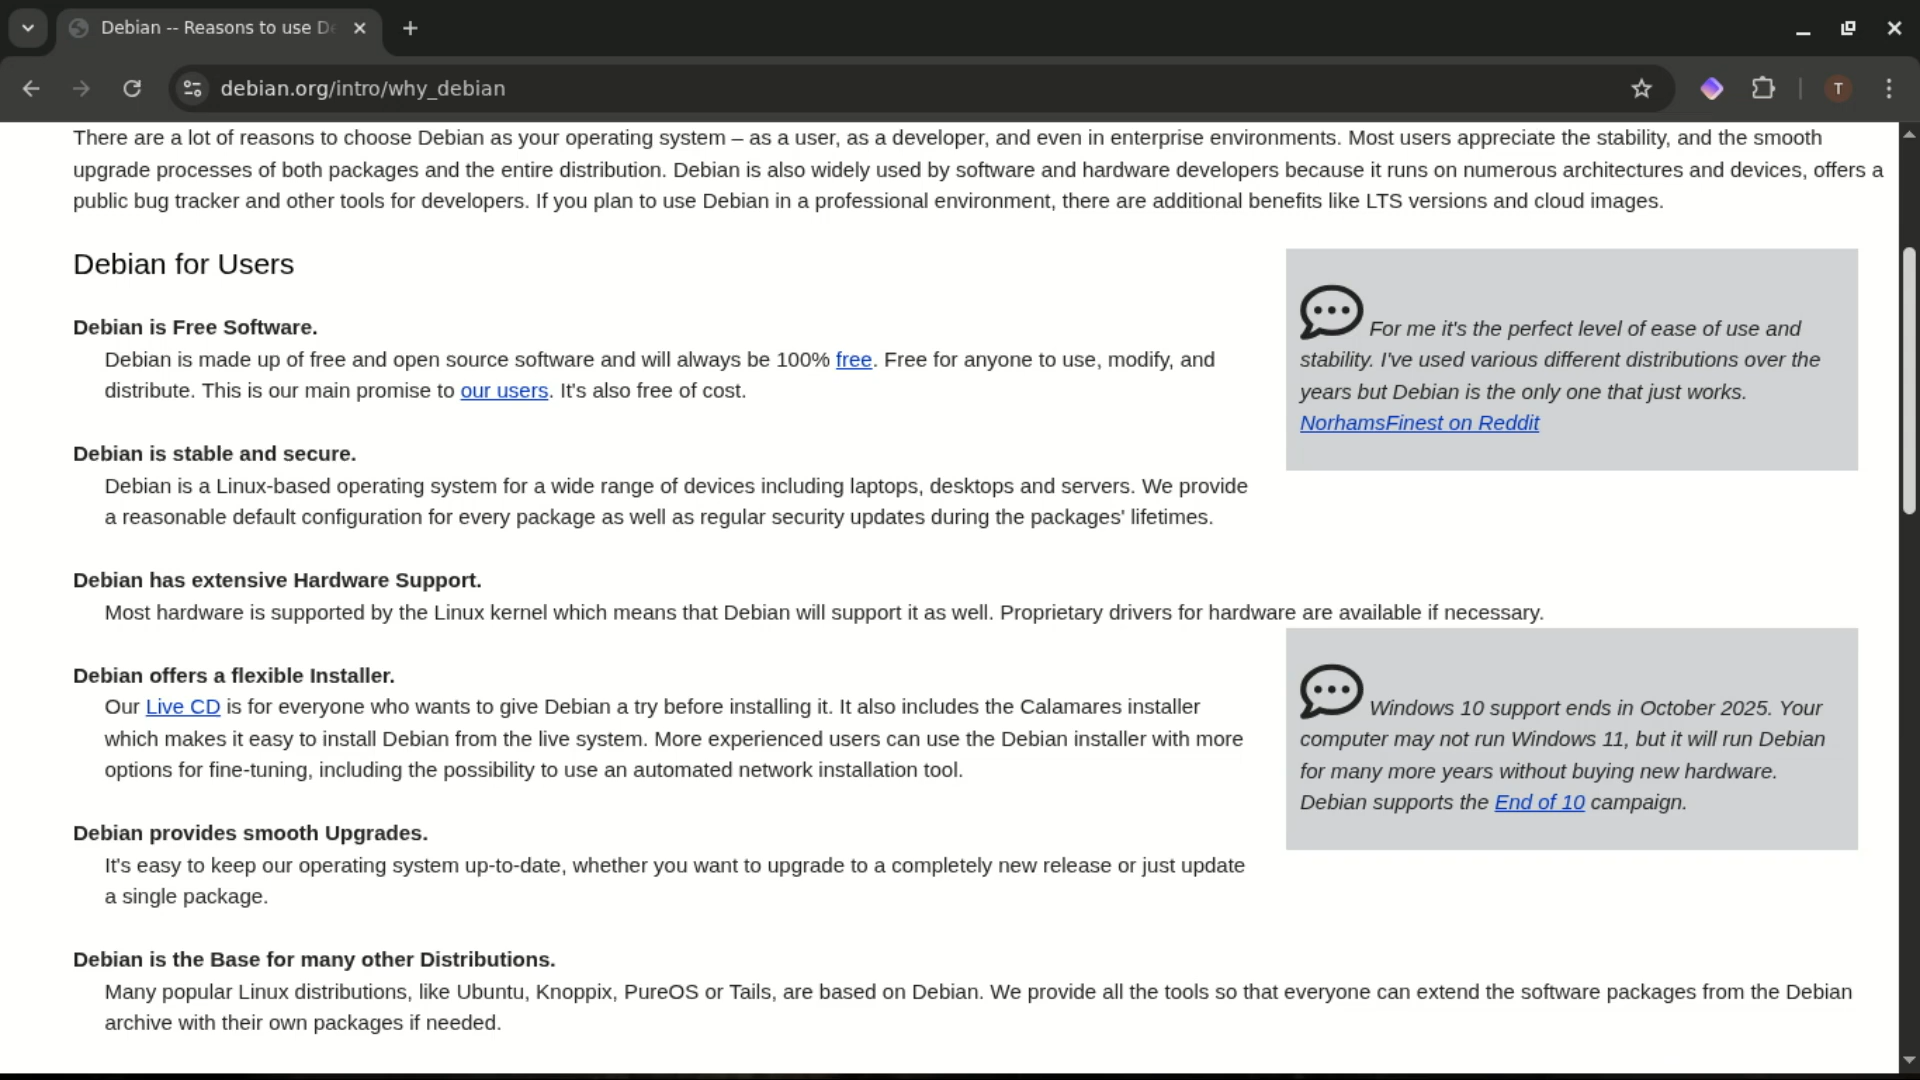 Debian -- Reasons to use De
debian.org/intro/why_debian
T
There are a lot of reasons to choose Debian as your operating system – as a user, as a developer, and even in enterprise environments. Most users appreciate the stability, and the smooth
upgrade processes of both packages and the entire distribution. Debian is also widely used by software and hardware developers because it runs on numerous architectures and devices, offers a
public bug tracker and other tools for developers. If you plan to use Debian in a professional environment, there are additional benefits like LTS versions and cloud images.
Debian for Users
Debian is Free Software.
Debian is made up of free and open source software and will always be 100% free. Free for anyone to use, modify, and
distribute. This is our main promise to our users. It's also free of cost.
For me it's the perfect level of ease of use and
stability. I've used various different distributions over the
years but Debian is the only one that just works.
NorhamsFinest on Reddit
Debian is stable and secure.
Debian is a Linux-based operating system for a wide range of devices including laptops, desktops and servers. We provide
a reasonable default configuration for every package as well as regular security updates during the packages' lifetimes.
Debian has extensive Hardware Support.
Most hardware is supported by the Linux kernel which means that Debian will support it as well. Proprietary drivers for hardware are available if necessary.
Debian offers a flexible Installer.
Our Live CD is for everyone who wants to give Debian a try before installing it. It also includes the Calamares installer
which makes it easy to install Debian from the live system. More experienced users can use the Debian installer with more
options for fine-tuning, including the possibility to use an automated network installation tool.
Windows 10 support ends in October 2025. Your
computer may not run Windows 11, but it will run Debian
for many more years without buying new hardware.
Debian supports the End of 10 campaign.
Debian provides smooth Upgrades.
It's easy to keep our operating system up-to-date, whether you want to upgrade to a completely new release or just update
a single package.
Debian is the Base for many other Distributions.
Many popular Linux distributions, like Ubuntu, Knoppix, PureOS or Tails, are based on Debian. We provide all the tools so that everyone can extend the software packages from the Debian
archive with their own packages if needed.